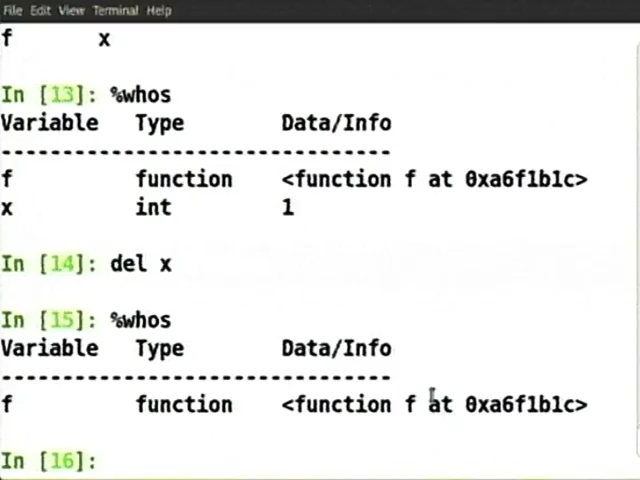 File Edit View Terminal Help
f x
In [13]: %whos
Variable Type Data/Info
--------------------------------
f function <function f at 0xa6f1b1c>
x int 1
In [14]: del x
In [15]: %whos
Variable Type Data/Info
--------------------------------
f function <function f at 0xa6f1b1c>
In [16]: